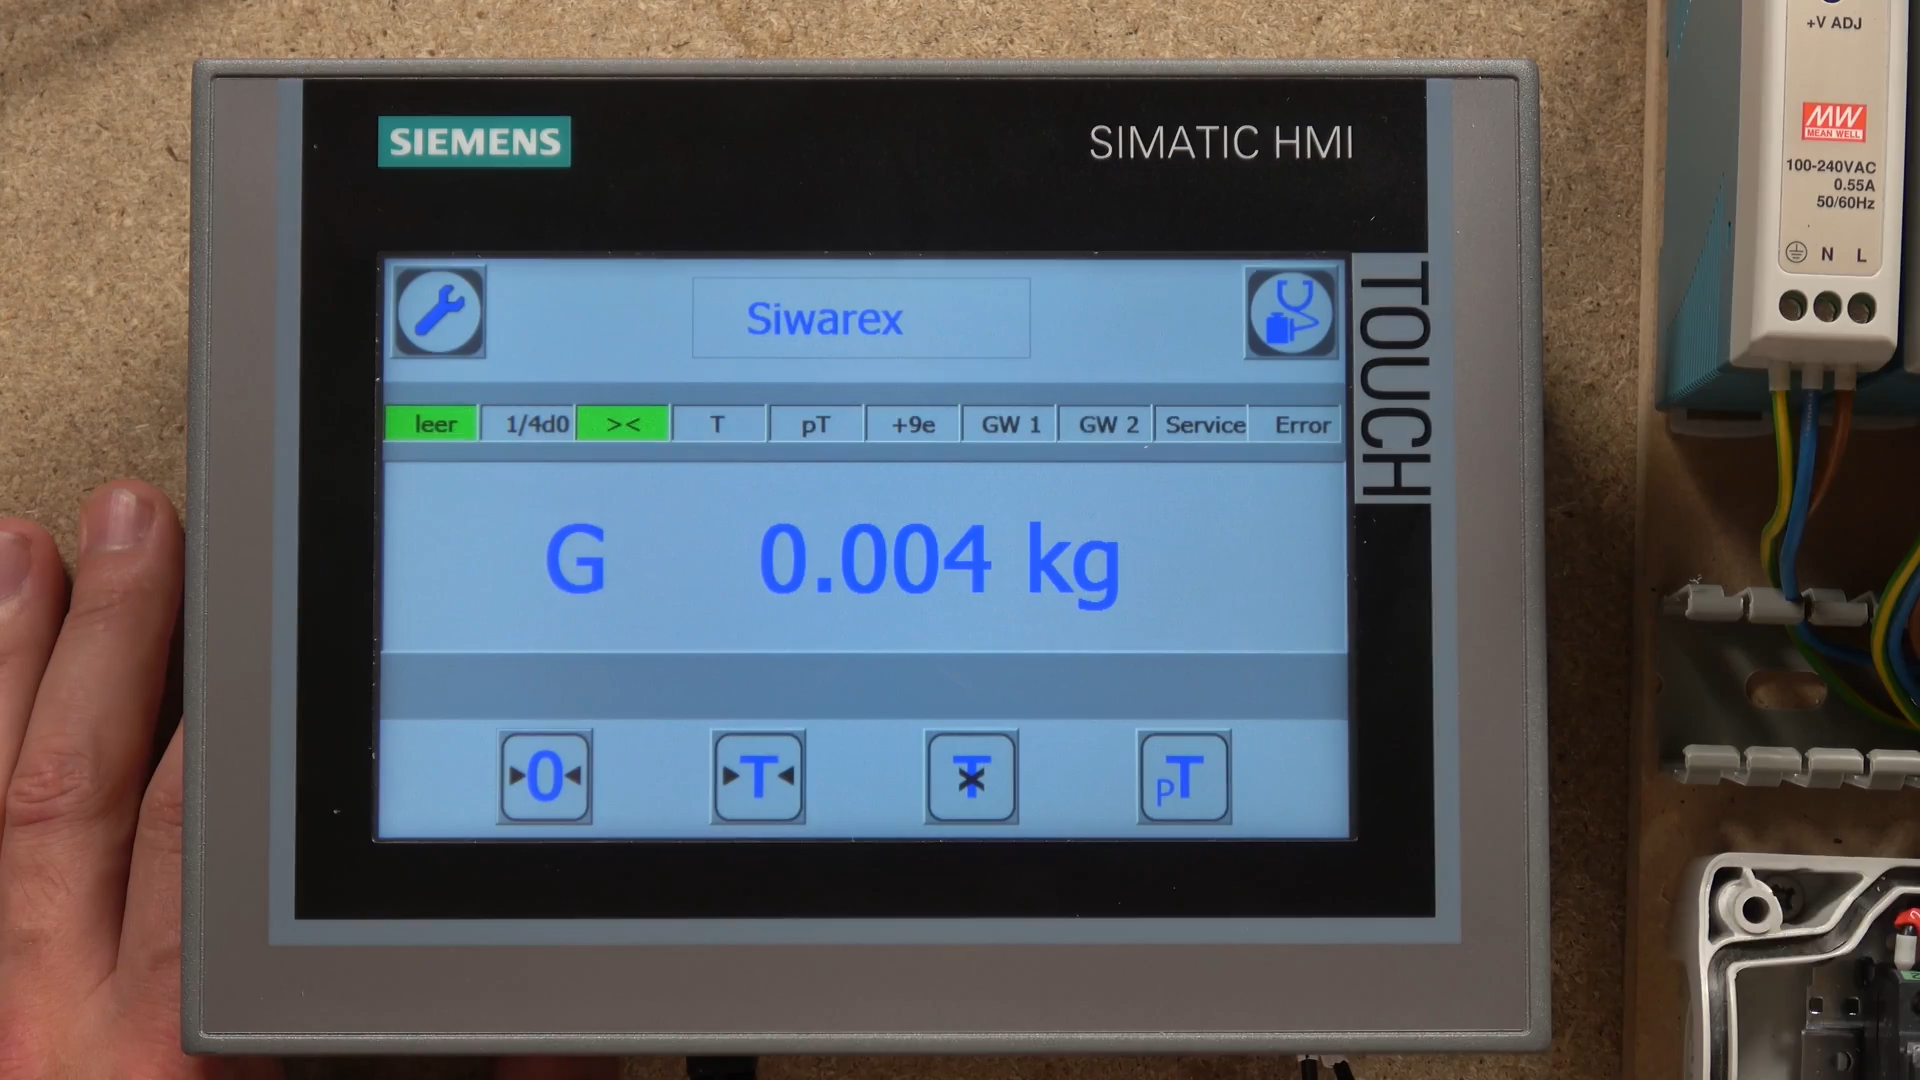 SIEMENS
SIMATIC HMI
TOUCH
Siwarex
leer 1/4d0 >< T pT +9e GW 1 GW 2 Service Error
G 0.004 kg
0 T T pT
+V ADJ
MW
MEAN WELL
100-240VAC
0.55A
50/60Hz
N L